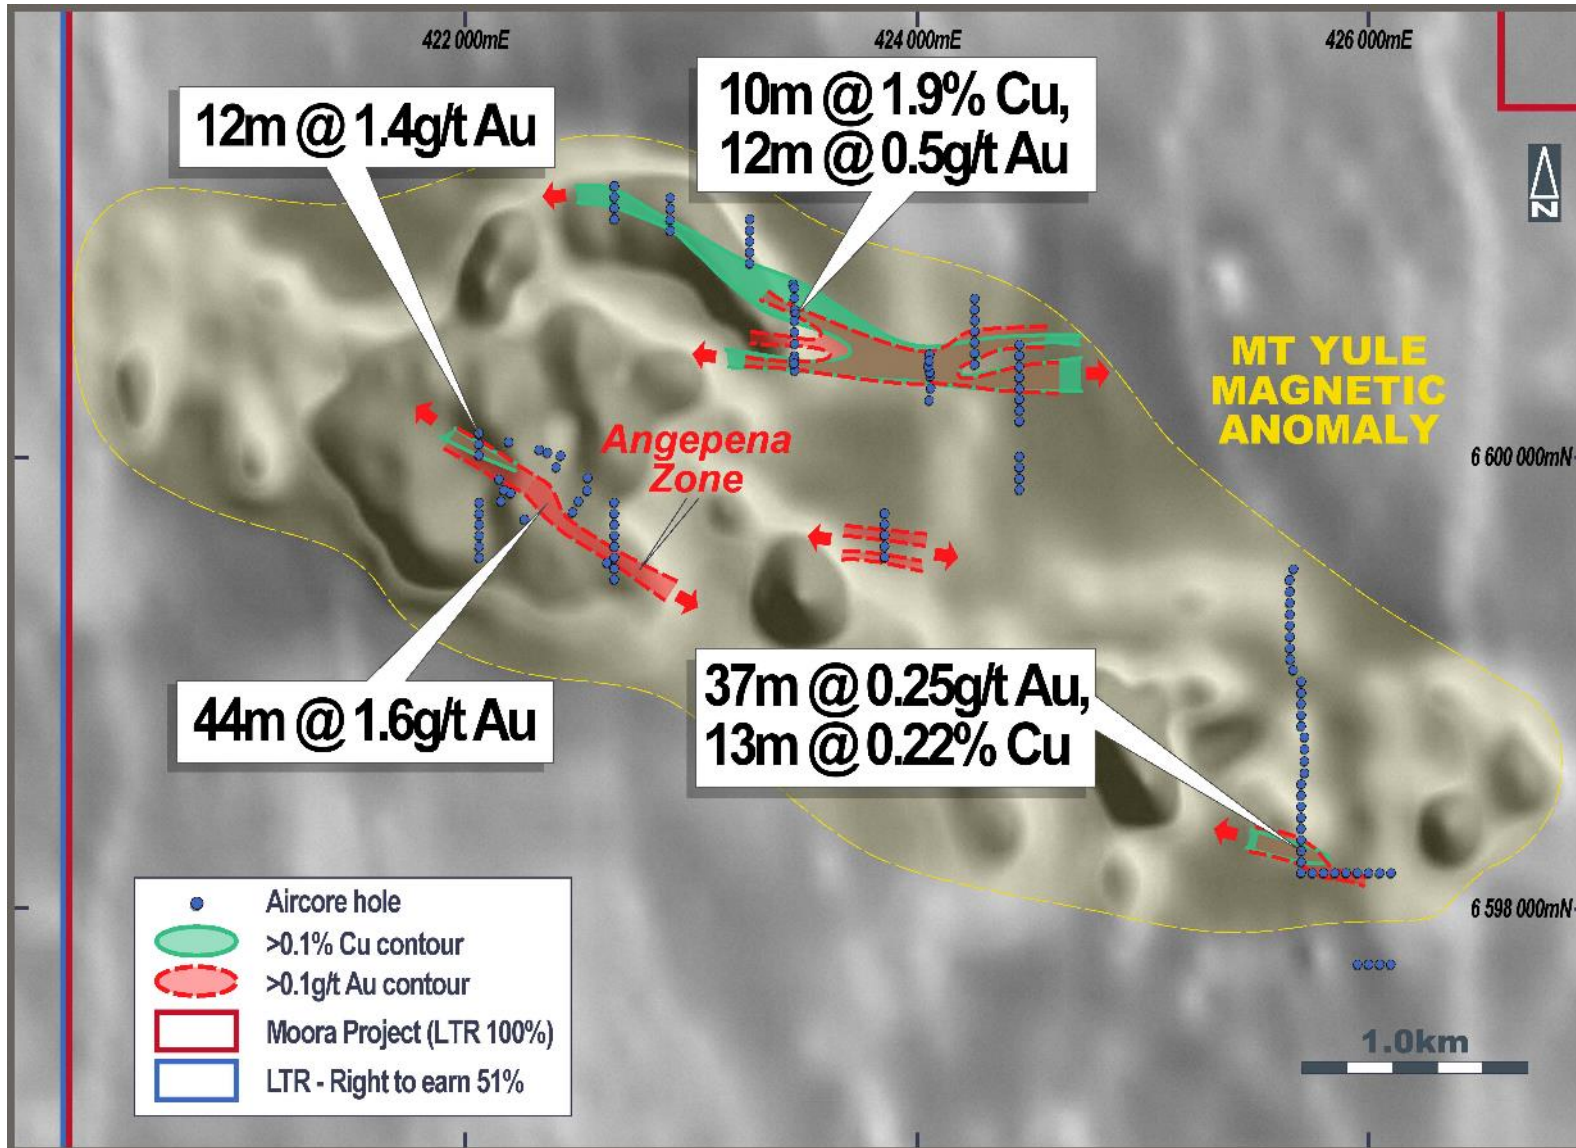 422 000mE
424 000mE
426 000mE
12m @ 1.4g/t Au
10m @ 1.9% Cu,
12m @ 0.5g/t Au
N
MT YULE
MAGNETIC
ANOMALY
Angepena
Zone
6 600 000mN
44m @ 1.6g/t Au
37m @ 0.25g/t Au,
13m @ 0.22% Cu
6 598 000mN
Aircore hole
>0.1% Cu contour
>0.1g/t Au contour
Moora Project (LTR 100%)
LTR - Right to earn 51%
1.0km